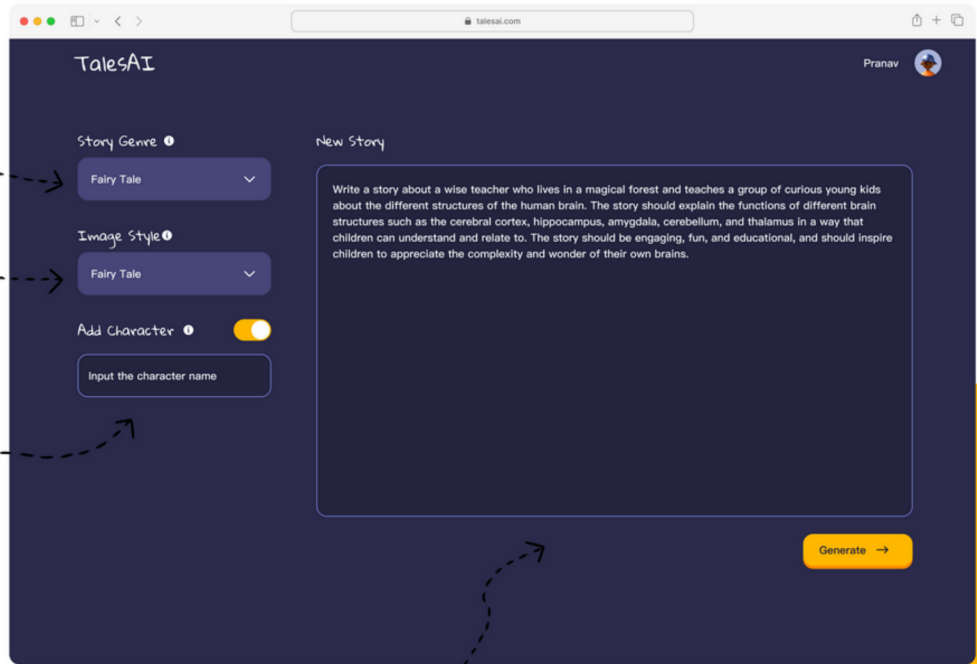 talesai.com
TalesAI
Pranav
Story Genre
Fairy Tale
Image Style
Fairy Tale
Add Character
Input the character name
New Story
Write a story about a wise teacher who lives in a magical forest and teaches a group of curious young kids
about the different structures of the human brain. The story should explain the functions of different brain
structures such as the cerebral cortex, hippocampus, amygdala, cerebellum, and thalamus in a way that
children can understand and relate to. The story should be engaging, fun, and educational, and should inspire
children to appreciate the complexity and wonder of their own brains.
Generate